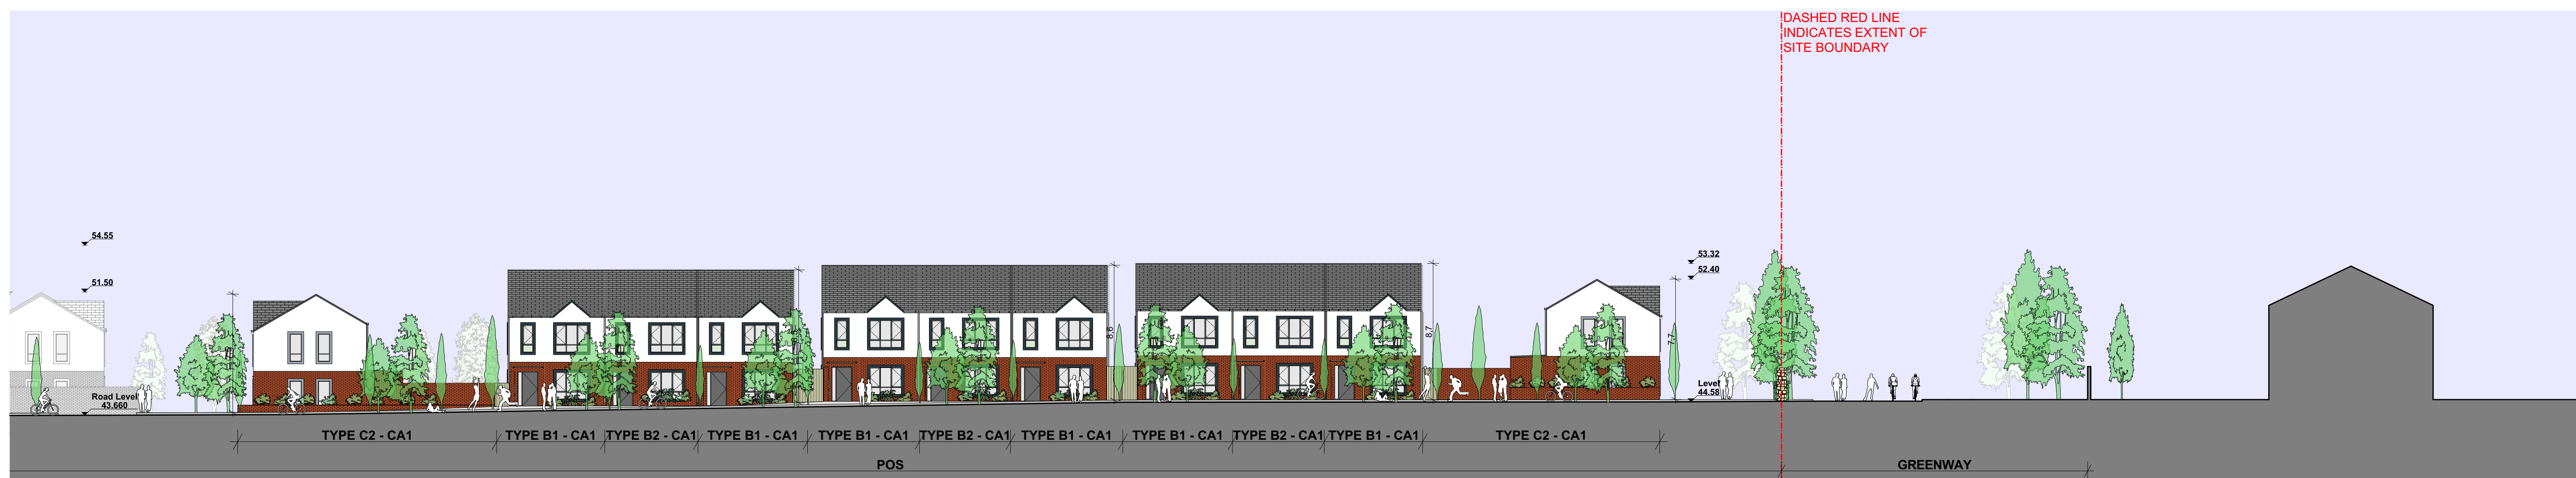 DASHED RED LINE
INDICATES EXTENT OF
SITE BOUNDARY
54.55
51.50
53.32
52.40
8,6
8,7
7,7
Road Level
43.660
Level
44.58
TYPE C2 - CA1
TYPE B1 - CA1
TYPE B2 - CA1
TYPE B1 - CA1
TYPE B1 - CA1
TYPE B2 - CA1
TYPE B1 - CA1
TYPE B1 - CA1
TYPE B2 - CA1
TYPE B1 - CA1
TYPE C2 - CA1
POS
GREENWAY